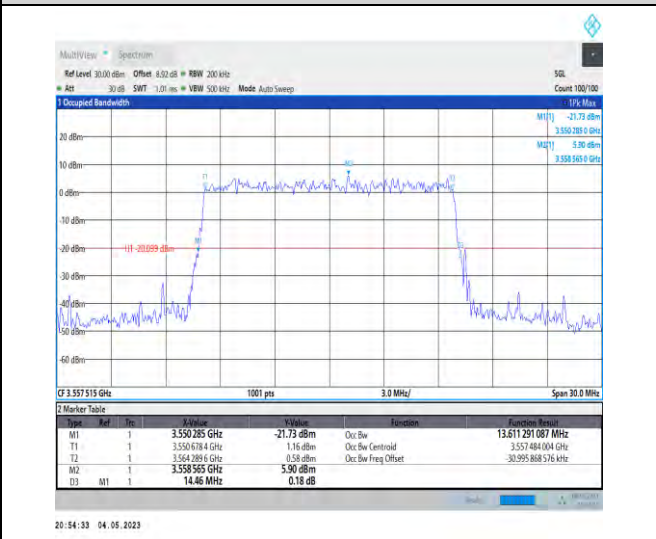 MultiView Spectrum
Ref Level 30.00 dBm Offset 8.92 dB RBW 200 kHz SGL
Att 30 dB SWT 1.01 ms VBW 500 kHz Mode Auto Sweep Count 100/100
1 Occupied Bandwidth 1Pk Max
M1[1] -21.73 dBm
3.550 285 0 GHz
20 dBm
M2[1] 5.90 dBm
3.558 565 0 GHz
10 dBm
M2
T1
T2
0 dBm
-10 dBm
M1
-20 dBm H1 -20.099 dBm
-30 dBm
-40 dBm
-50 dBm
-60 dBm
CF 3.557 515 GHz 1001 pts 3.0 MHz/ Span 30.0 MHz
2 Marker Table
Type Ref Trc X-Value Y-Value Function Function Result
M1 1 3.550 285 GHz -21.73 dBm Occ Bw 13.611 291 087 MHz
T1 1 3.550 678 4 GHz 1.16 dBm Occ Bw Centroid 3.557 484 004 GHz
T2 1 3.564 289 6 GHz 0.58 dBm Occ Bw Freq Offset -30.995 868 576 kHz
M2 1 3.558 565 GHz 5.90 dBm
D3 M1 1 14.46 MHz 0.18 dB
20:54:33 04.05.2023